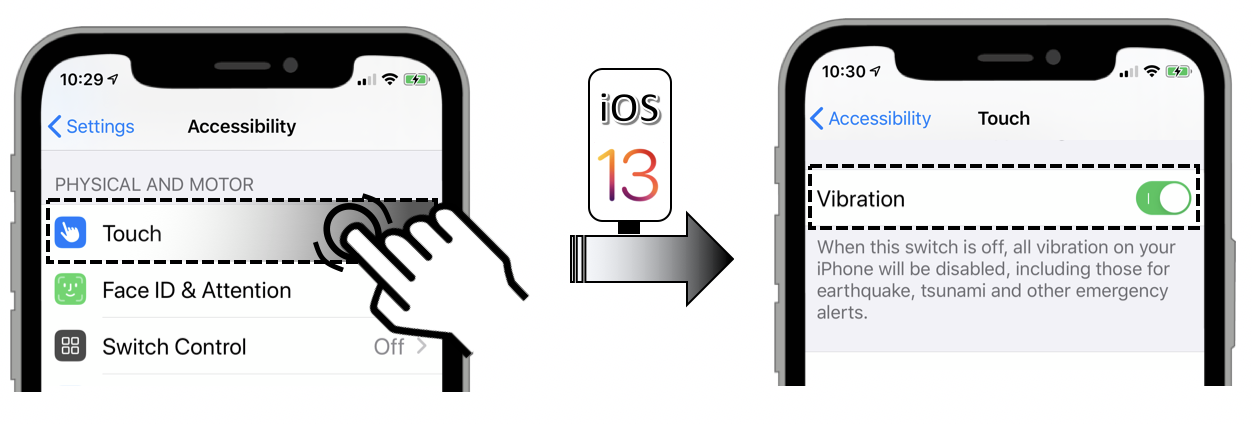 10:29
Settings
Accessibility
PHYSICAL AND MOTOR
Touch
Face ID & Attention
Switch Control
Off
iOS
13
10:30
Accessibility
Touch
Vibration
When this switch is off, all vibration on your
iPhone will be disabled, including those for
earthquake, tsunami and other emergency
alerts.